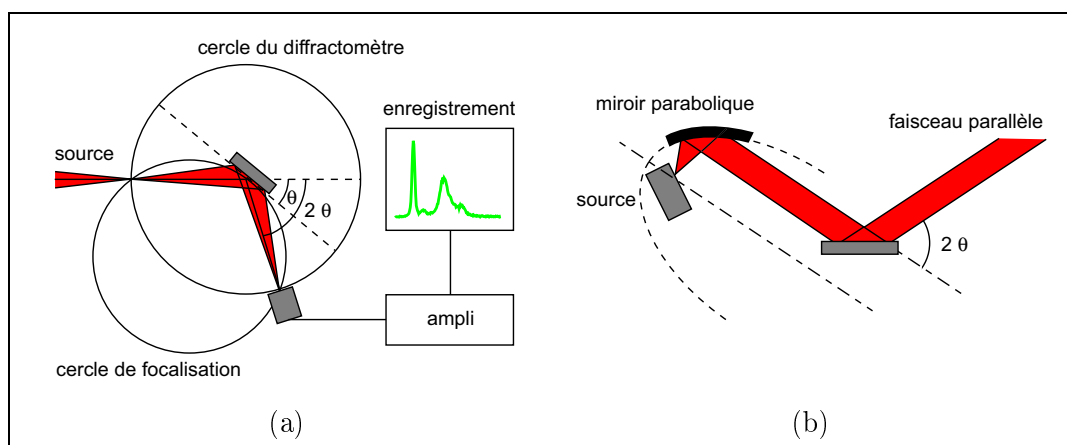 cercle du diffractomètre
enregistrement
source
θ
2 θ
ampli
cercle de focalisation
(a)
miroir parabolique
faisceau parallèle
source
2 θ
(b)